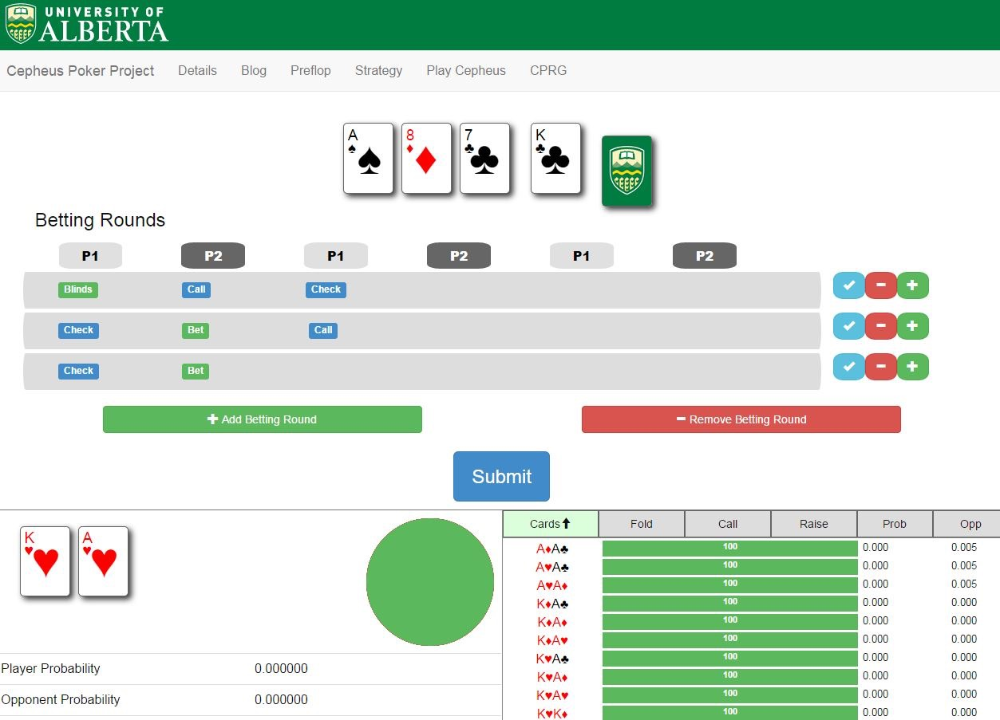 UNIVERSITY OF
ALBERTA
Cepheus Poker Project Details Blog Preflop Strategy Play Cepheus CPRG
A 8 7 K
Betting Rounds
P1 P2 P1 P2 P1 P2
Blinds Call Check
Check Bet Call
Check Bet
Add Betting Round Remove Betting Round
Submit
K A
Cards Fold Call Raise Prob Opp
A♦A♣ 100 0.000 0.005
A♥A♣ 100 0.000 0.005
A♥A♦ 100 0.000 0.005
K♦A♣ 100 0.000 0.000
K♦A♦ 100 0.000 0.000
K♦A♥ 100 0.000 0.000
K♥A♣ 100 0.000 0.000
K♥A♦ 100 0.000 0.000
K♥A♥ 100 0.000 0.000
K♥K♦ 100 0.000 0.000
Player Probability 0.000000
Opponent Probability 0.000000